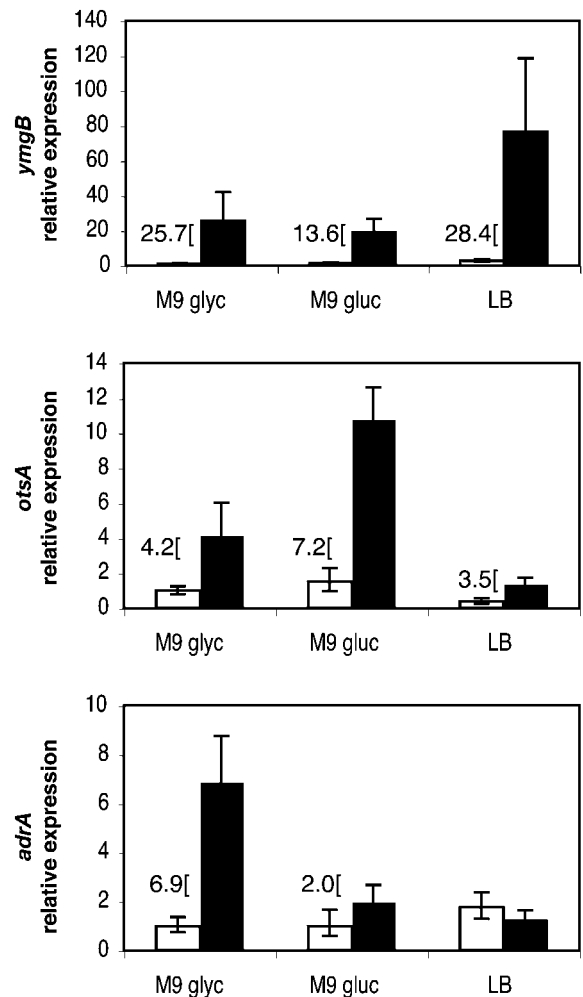 ymgB
relative expression
140
120
100
80
60
40
20
0
25.7[
13.6[
28.4[
M9 glyc
M9 gluc
LB
otsA
relative expression
14
12
10
8
6
4
2
0
4.2[
7.2[
3.5[
M9 glyc
M9 gluc
LB
adrA
relative expression
10
8
6
4
2
0
6.9[
2.0[
M9 glyc
M9 gluc
LB